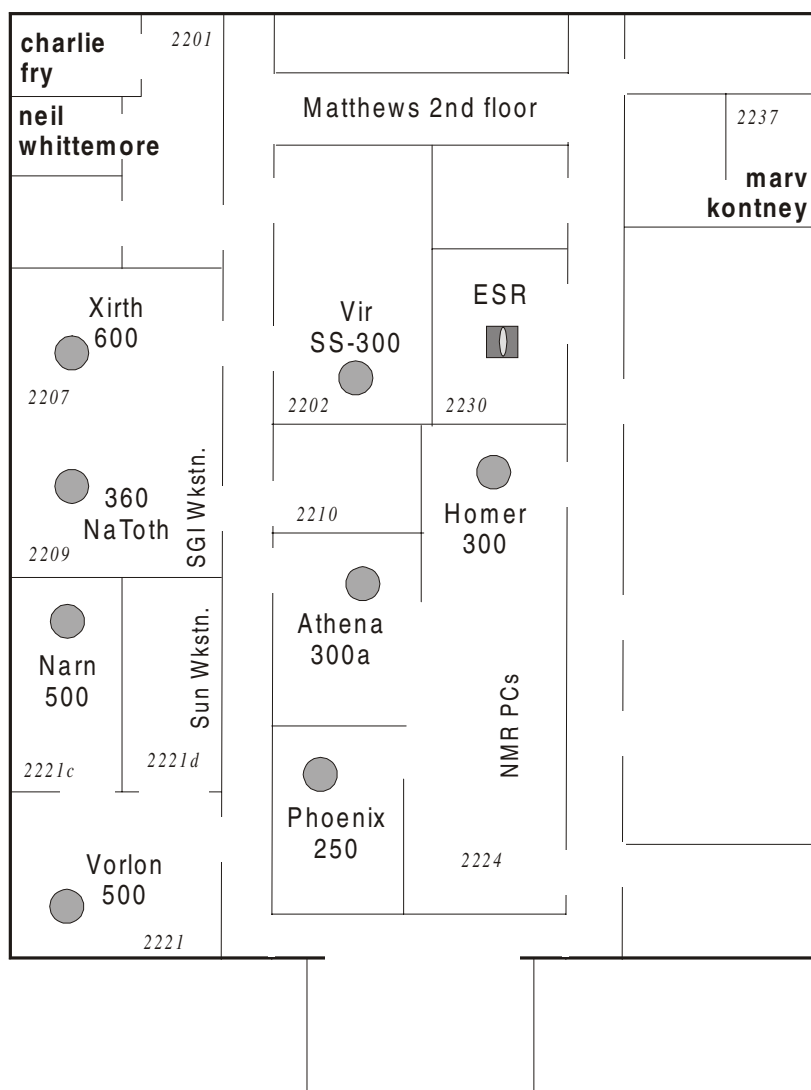 charlie
fry
2201
neil
whittemore
Matthews 2nd floor
2237
marv
kontney
Xirth
600
2207
Vir
SS-300
2202
ESR
2230
360
NaToth
2209
SGI Wkstn.
2210
Homer
300
Narn
500
2221c
Sun Wkstn.
2221d
Athena
300a
NMR PCs
Phoenix
250
2224
Vorlon
500
2221